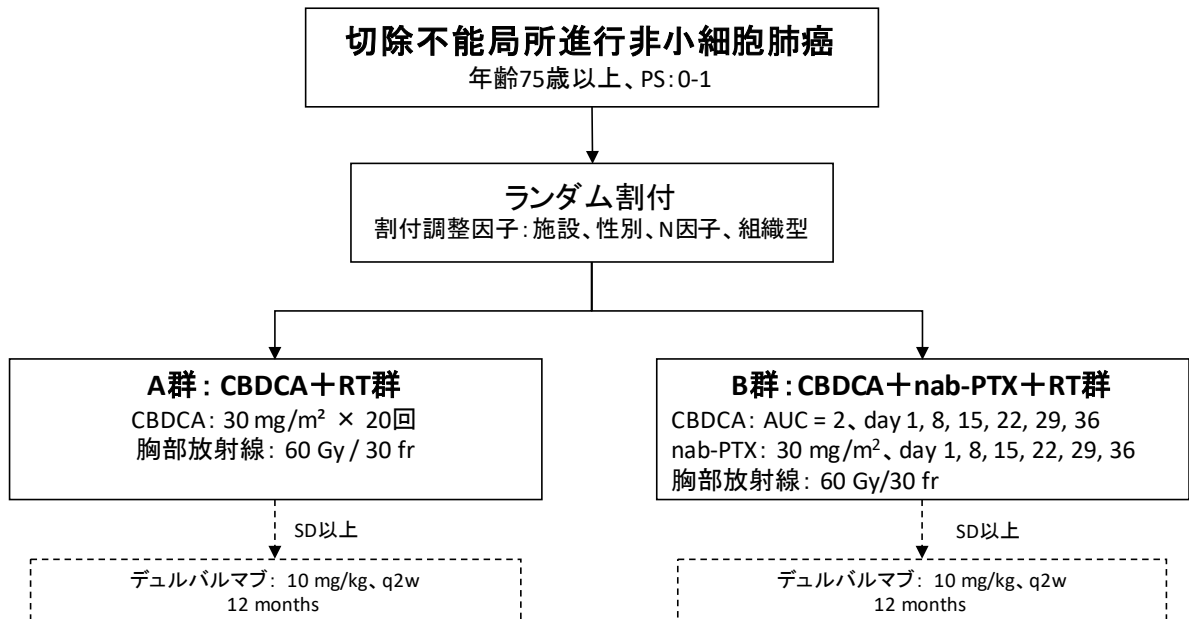 切除不能局所進行非小細胞肺癌
年齢75歳以上、PS:0-1
ランダム割付
割付調整因子:施設、性別、N因子、組織型
A群: CBDCA+RT群
CBDCA: 30 mg/m² × 20回
胸部放射線: 60 Gy / 30 fr
SD以上
デュルバルマブ: 10 mg/kg、q2w
12 months
B群:CBDCA+nab-PTX+RT群
CBDCA: AUC = 2、day 1, 8, 15, 22, 29, 36
nab-PTX: 30 mg/m²、day 1, 8, 15, 22, 29, 36
胸部放射線: 60 Gy/30 fr
SD以上
デュルバルマブ: 10 mg/kg、q2w
12 months